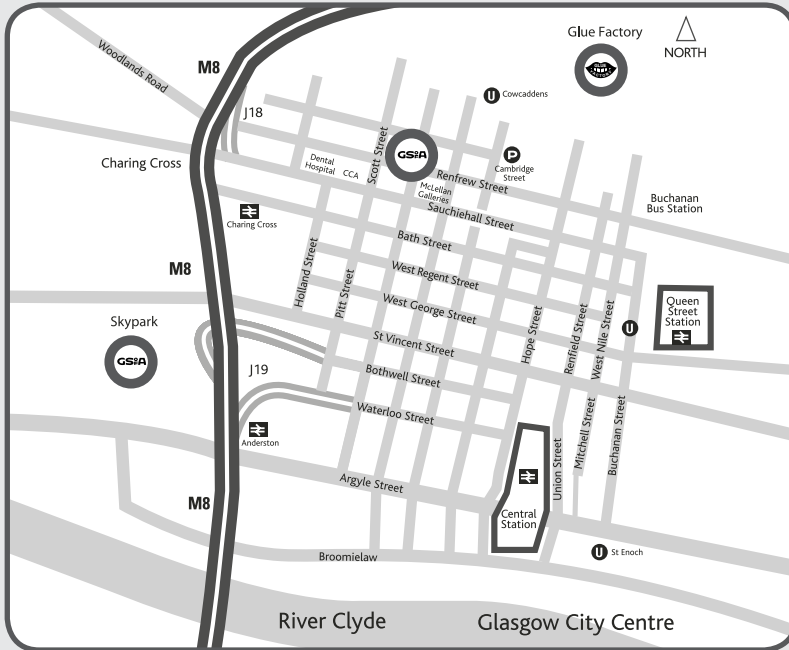 Glue Factory
GLUE
FACTORY
NORTH
Woodlands Road
M8
J18
U
Cowcaddens
Charing Cross
Dental
Hospital
CCA
Scott Street
GSofA
P
Cambridge
Street
Renfrew Street
McLellan
Galleries
Sauchiehall Street
Buchanan
Bus Station
Charing Cross
Bath Street
M8
Holland Street
Pitt Street
West Regent Street
West George Street
Hope Street
Renfield Street
West Nile Street
U
Queen
Street
Station
Skypark
GSofA
St Vincent Street
J19
Bothwell Street
Waterloo Street
Anderston
Mitchell Street
Buchanan Street
Union Street
Argyle Street
M8
Central
Station
U
St Enoch
Broomielaw
River Clyde
Glasgow City Centre